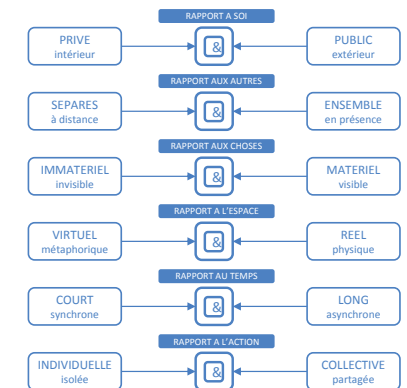 RAPPORT A SOI
PRIVE
intérieur
&
PUBLIC
extérieur
RAPPORT AUX AUTRES
SEPARES
à distance
&
ENSEMBLE
en présence
RAPPORT AUX CHOSES
IMMATERIEL
invisible
&
MATERIEL
visible
RAPPORT A L'ESPACE
VIRTUEL
métaphorique
&
REEL
physique
RAPPORT AU TEMPS
COURT
synchrone
&
LONG
asynchrone
RAPPORT A L'ACTION
INDIVIDUELLE
isolée
&
COLLECTIVE
partagée